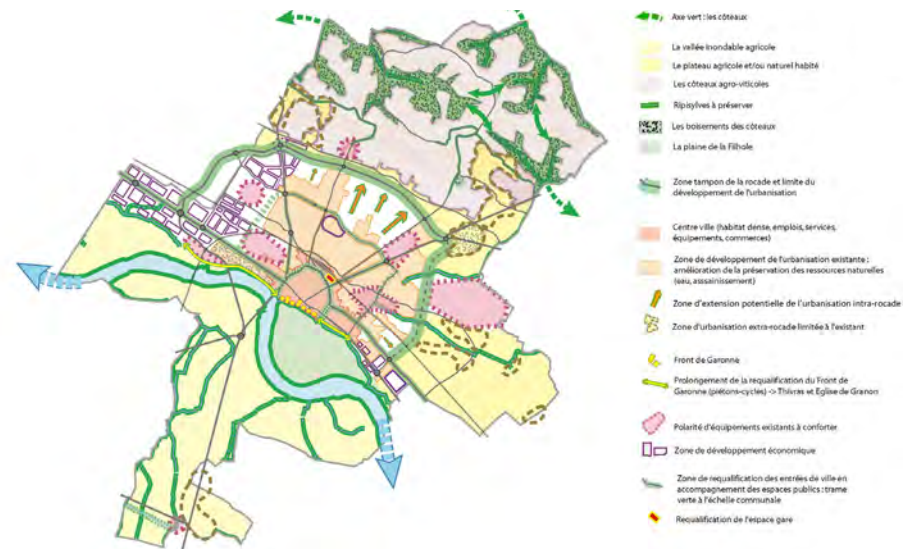 Axe vert : les côteaux
La vallée inondable agricole
Le plateau agricole et/ou naturel habité
Les côteaux agro-viticoles
Ripisylves à préserver
Les boisements des côteaux
La plaine de la Filhole
Zone tampon de la rocade et limite du
développement de l'urbanisation
Centre ville (habitat dense, emplois, services,
équipements, commerces)
Zone de développement de l'urbanisation existante :
amélioration de la préservation des ressources naturelles
(eau, asssainissement)
Zone d'extension potentielle de l'urbanisation intra-rocade
Zone d'urbanisation extra-rocade limitée à l'existant
Front de Garonne
Prolongement de la requalification du Front de
Garonne (piétons-cycles) -> Thivras et Eglise de Granon
Polarité d'équipements existants à conforter
Zone de développement économique
Zone de requalification des entrées de ville en
accompagnement des espaces publics : trame
verte à l'échelle communale
Requalification de l'espace gare